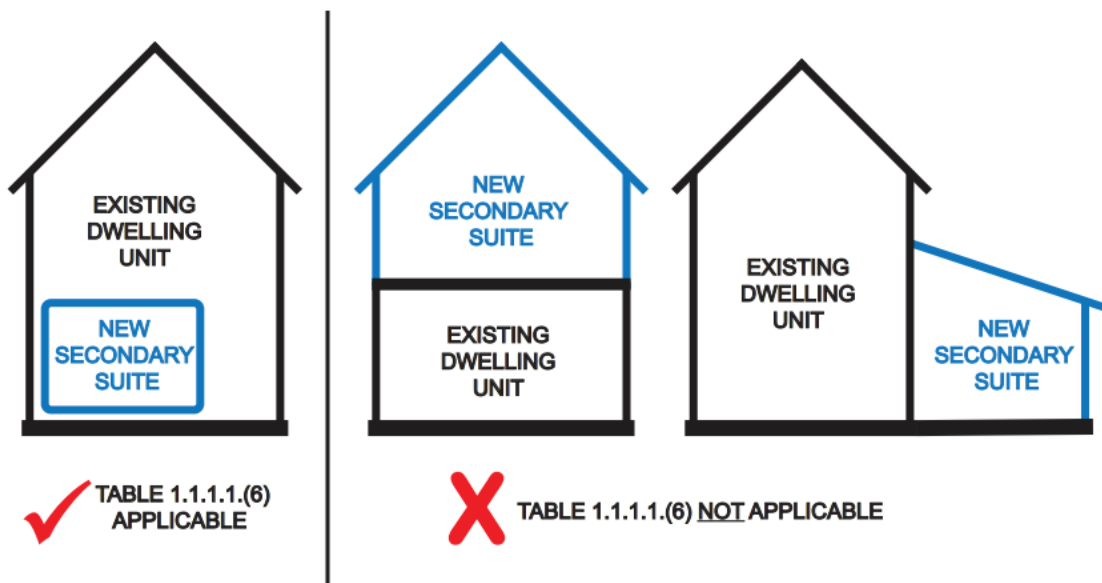 EXISTING
DWELLING
UNIT
NEW
SECONDARY
SUITE
TABLE 1.1.1.1.(6)
APPLICABLE
NEW
SECONDARY
SUITE
EXISTING
DWELLING
UNIT
EXISTING
DWELLING
UNIT
NEW
SECONDARY
SUITE
TABLE 1.1.1.1.(6) NOT APPLICABLE